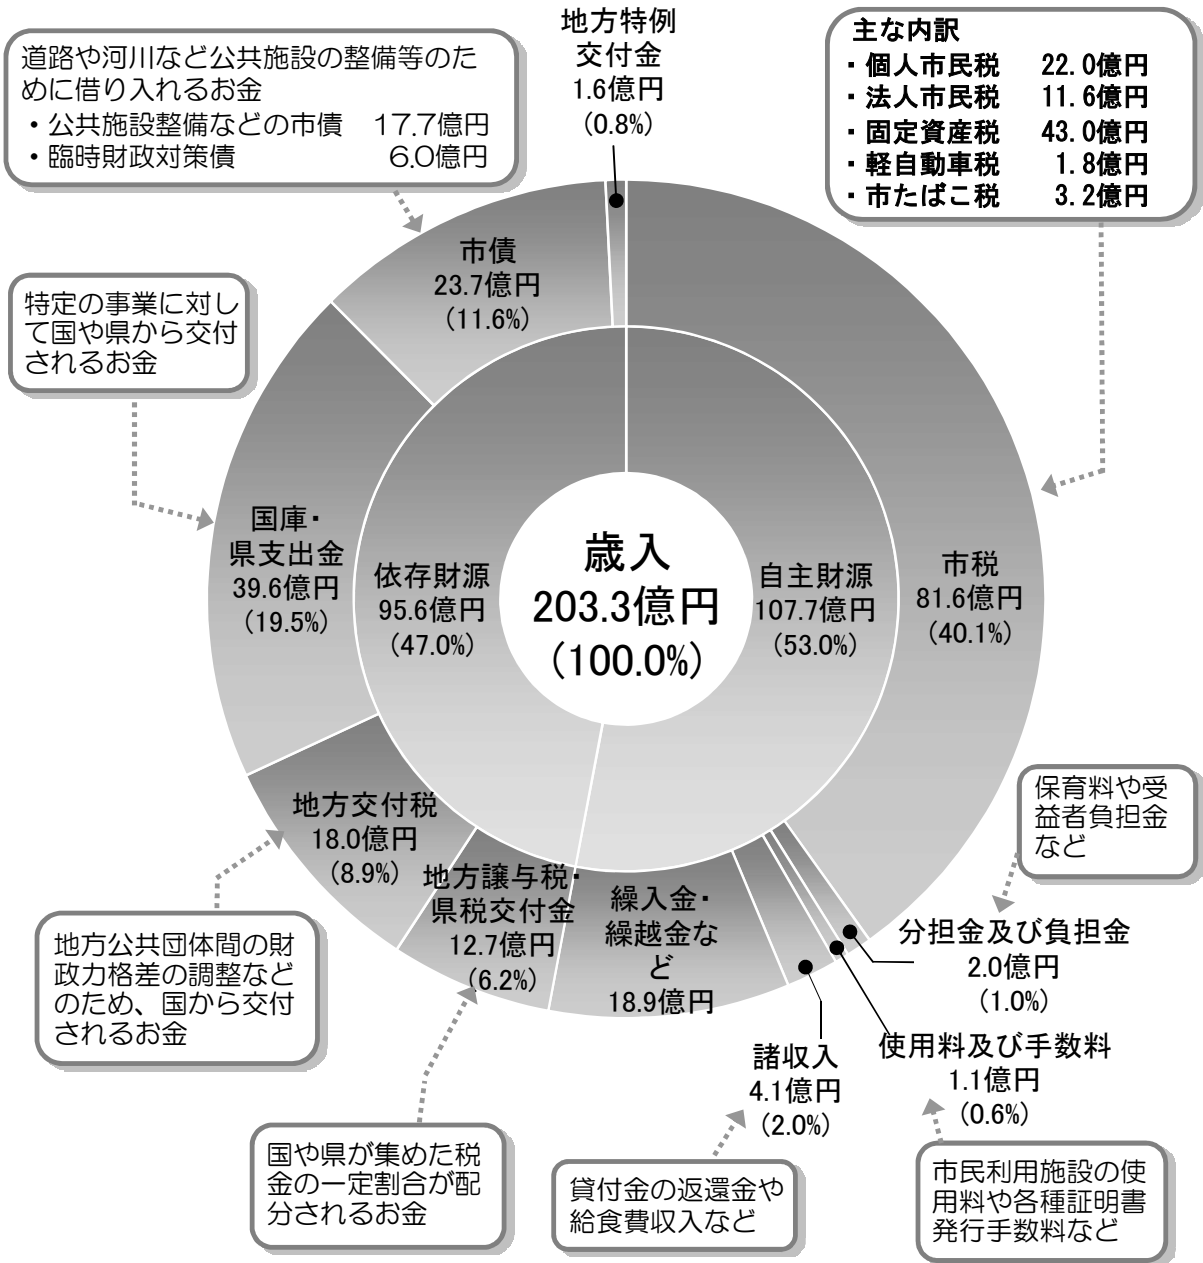 道路や河川など公共施設の整備等のた
めに借り入れるお金
・公共施設整備などの市債 17.7億円
・臨時財政対策債 6.0億円
地方特例
交付金
1.6億円
(0.8%)
主な内訳
・個人市民税 22.0億円
・法人市民税 11.6億円
・固定資産税 43.0億円
・軽自動車税 1.8億円
・市たばこ税 3.2億円
市債
23.7億円
(11.6%)
特定の事業に対し
て国や県から交付
されるお金
国庫・
県支出金
39.6億円
(19.5%)
依存財源
95.6億円
(47.0%)
歳入
203.3億円
(100.0%)
自主財源
107.7億円
(53.0%)
市税
81.6億円
(40.1%)
地方交付税
18.0億円
(8.9%)
地方譲与税・
県税交付金
12.7億円
(6.2%)
繰入金・
繰越金な
ど
18.9億円
保育料や受
益者負担金
など
分担金及び負担金
2.0億円
(1.0%)
使用料及び手数料
1.1億円
(0.6%)
諸収入
4.1億円
(2.0%)
地方公共団体間の財
政力格差の調整などの
ため、国から交付
されるお金
国や県が集めた税
金の一定割合が配
分されるお金
貸付金の返還金や
給食費収入など
市民利用施設の使
用料や各種証明書
発行手数料など